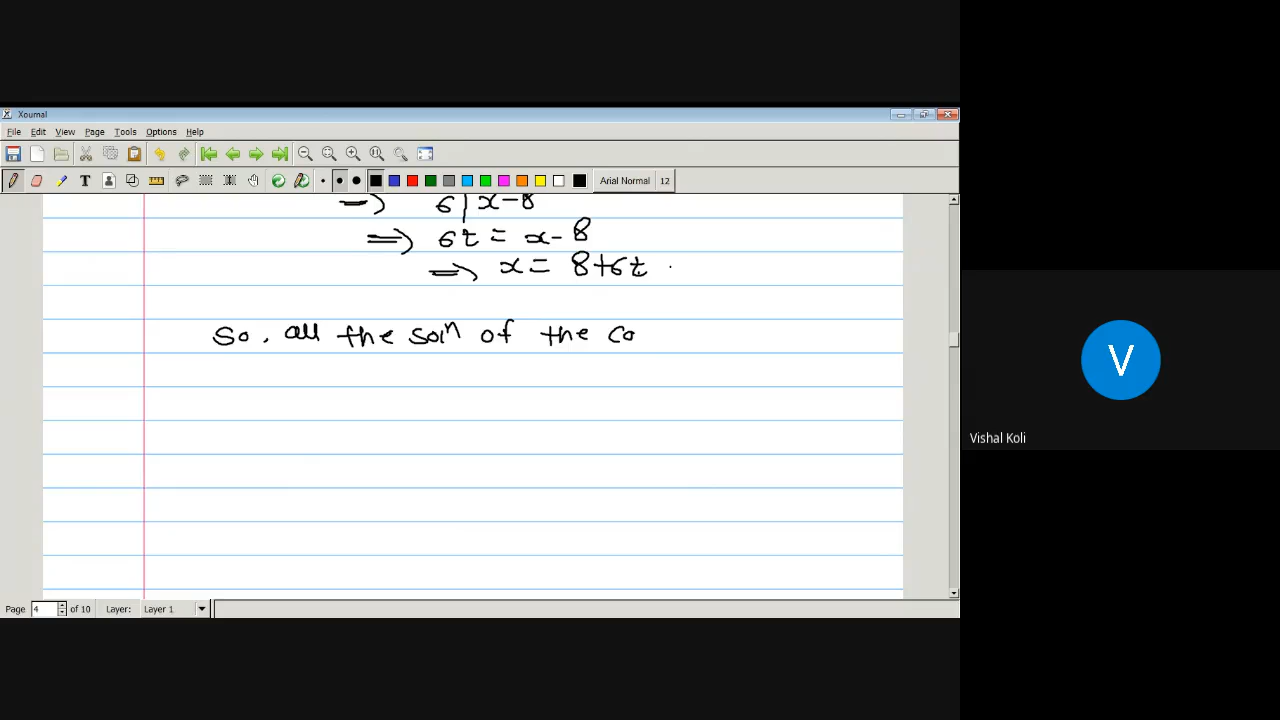 Xournal
File Edit View Page Tools Options Help
T Arial Normal 12
⇒ 6 | x-8
⇒ 6t = x-8
⇒ x = 8+6t .
So, all the solⁿ of the co
V
Vishal Koli
Page 4 of 10 Layer: Layer 1